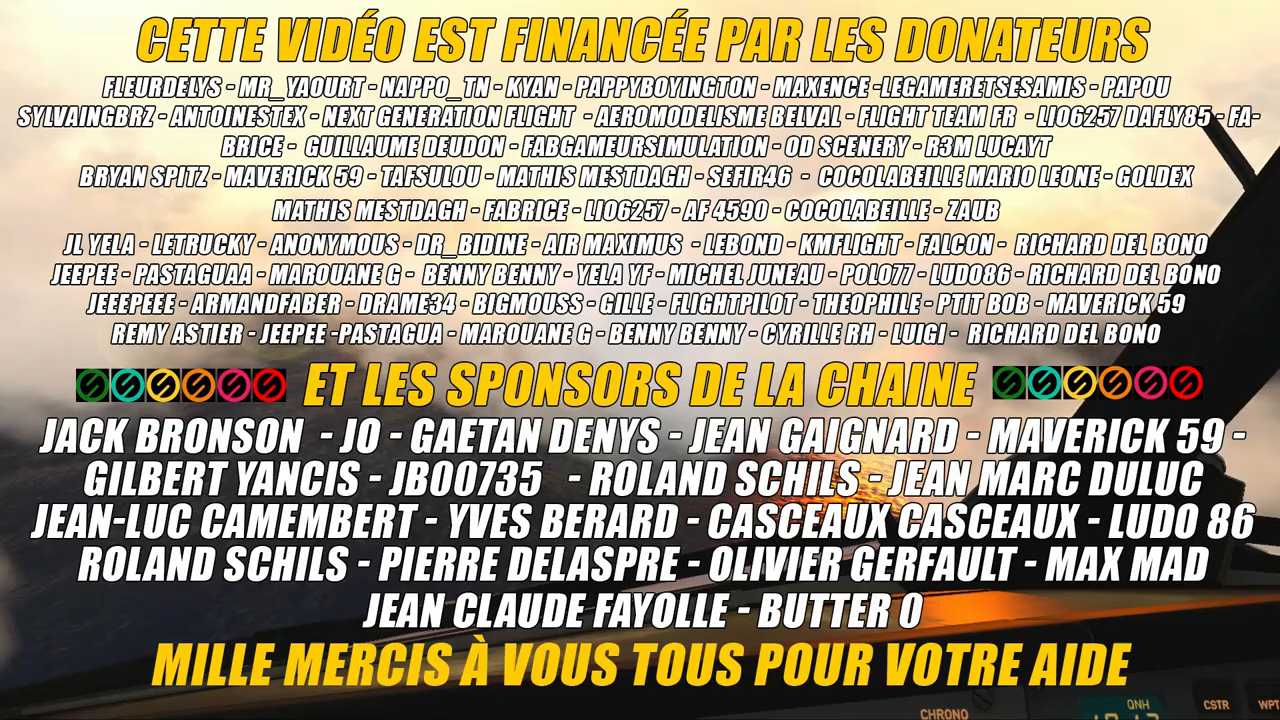 CETTE VIDÉO EST FINANCÉE PAR LES DONATEURS
FLEURDELYS - MR_YAOURT - NAPPO_TN - KYAN - PAPPYBOYINGTON - MAXENCE -LEGAMERETSESAMIS - PAPOU
SYLVAINGBRZ - ANTOINESTEX - NEXT GENERATION FLIGHT - AEROMODELISME BELVAL - FLIGHT TEAM FR - LIO6257 DAFLY85 - FA-
BRICE - GUILLAUME DEUDON - FABGAMEURSIMULATION - OD SCENERY - R3M LUCAYT
BRYAN SPITZ - MAVERICK 59 - TAFSULOU - MATHIS MESTDAGH - SEFIR46 - COCOLABEILLE MARIO LEONE - GOLDEX
MATHIS MESTDAGH - FABRICE - LIO6257 - AF 4590 - COCOLABEILLE - ZAUB
JL YELA - LETRUCKY - ANONYMOUS - DR_BIDINE - AIR MAXIMUS - LEBOND - KMFLIGHT - FALCON - RICHARD DEL BONO
JEEPEE - PASTAGUAA - MAROUANE G - BENNY BENNY - YELA YF - MICHEL JUNEAU - POLO77 - LUDO86 - RICHARD DEL BONO
JEEEPEEE - ARMANDFABER - DRAME34 - BIGMOUSS - GILLE - FLIGHTPILOT - THEOPHILE - PTIT BOB - MAVERICK 59
REMY ASTIER - JEEPEE -PASTAGUA - MAROUANE G - BENNY BENNY - CYRILLE RH - LUIGI - RICHARD DEL BONO
ET LES SPONSORS DE LA CHAINE
JACK BRONSON - JO - GAETAN DENYS - JEAN GAIGNARD - MAVERICK 59 -
GILBERT YANCIS - JB00735 - ROLAND SCHILS - JEAN MARC DULUC
JEAN-LUC CAMEMBERT - YVES BERARD - CASCEAUX CASCEAUX - LUDO 86
ROLAND SCHILS - PIERRE DELASPRE - OLIVIER GERFAULT - MAX MAD
JEAN CLAUDE FAYOLLE - BUTTER O
MILLE MERCIS À VOUS TOUS POUR VOTRE AIDE
CHRONO QNH CSTR WPT